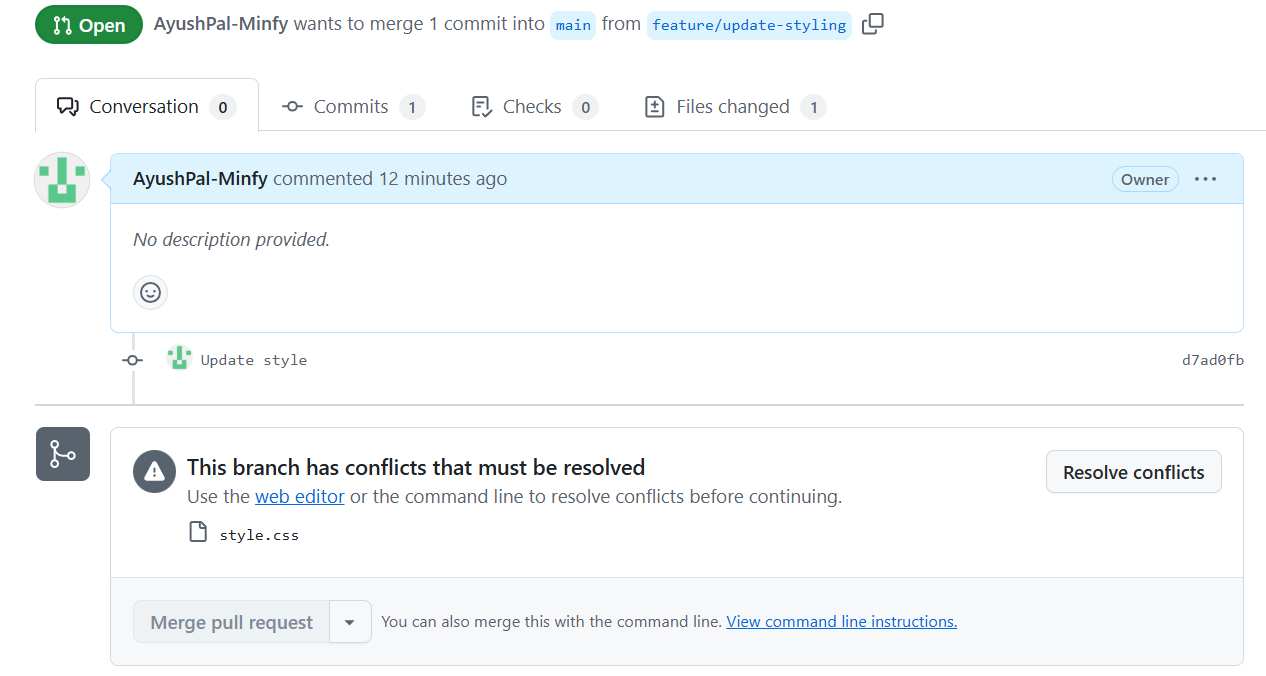 Open AyushPal-Minfy wants to merge 1 commit into main from feature/update-styling
Conversation 0 Commits 1 Checks 0 Files changed 1
AyushPal-Minfy commented 12 minutes ago Owner
No description provided.
Update style d7ad0fb
This branch has conflicts that must be resolved
Use the web editor or the command line to resolve conflicts before continuing.
Resolve conflicts
style.css
Merge pull request You can also merge this with the command line. View command line instructions.